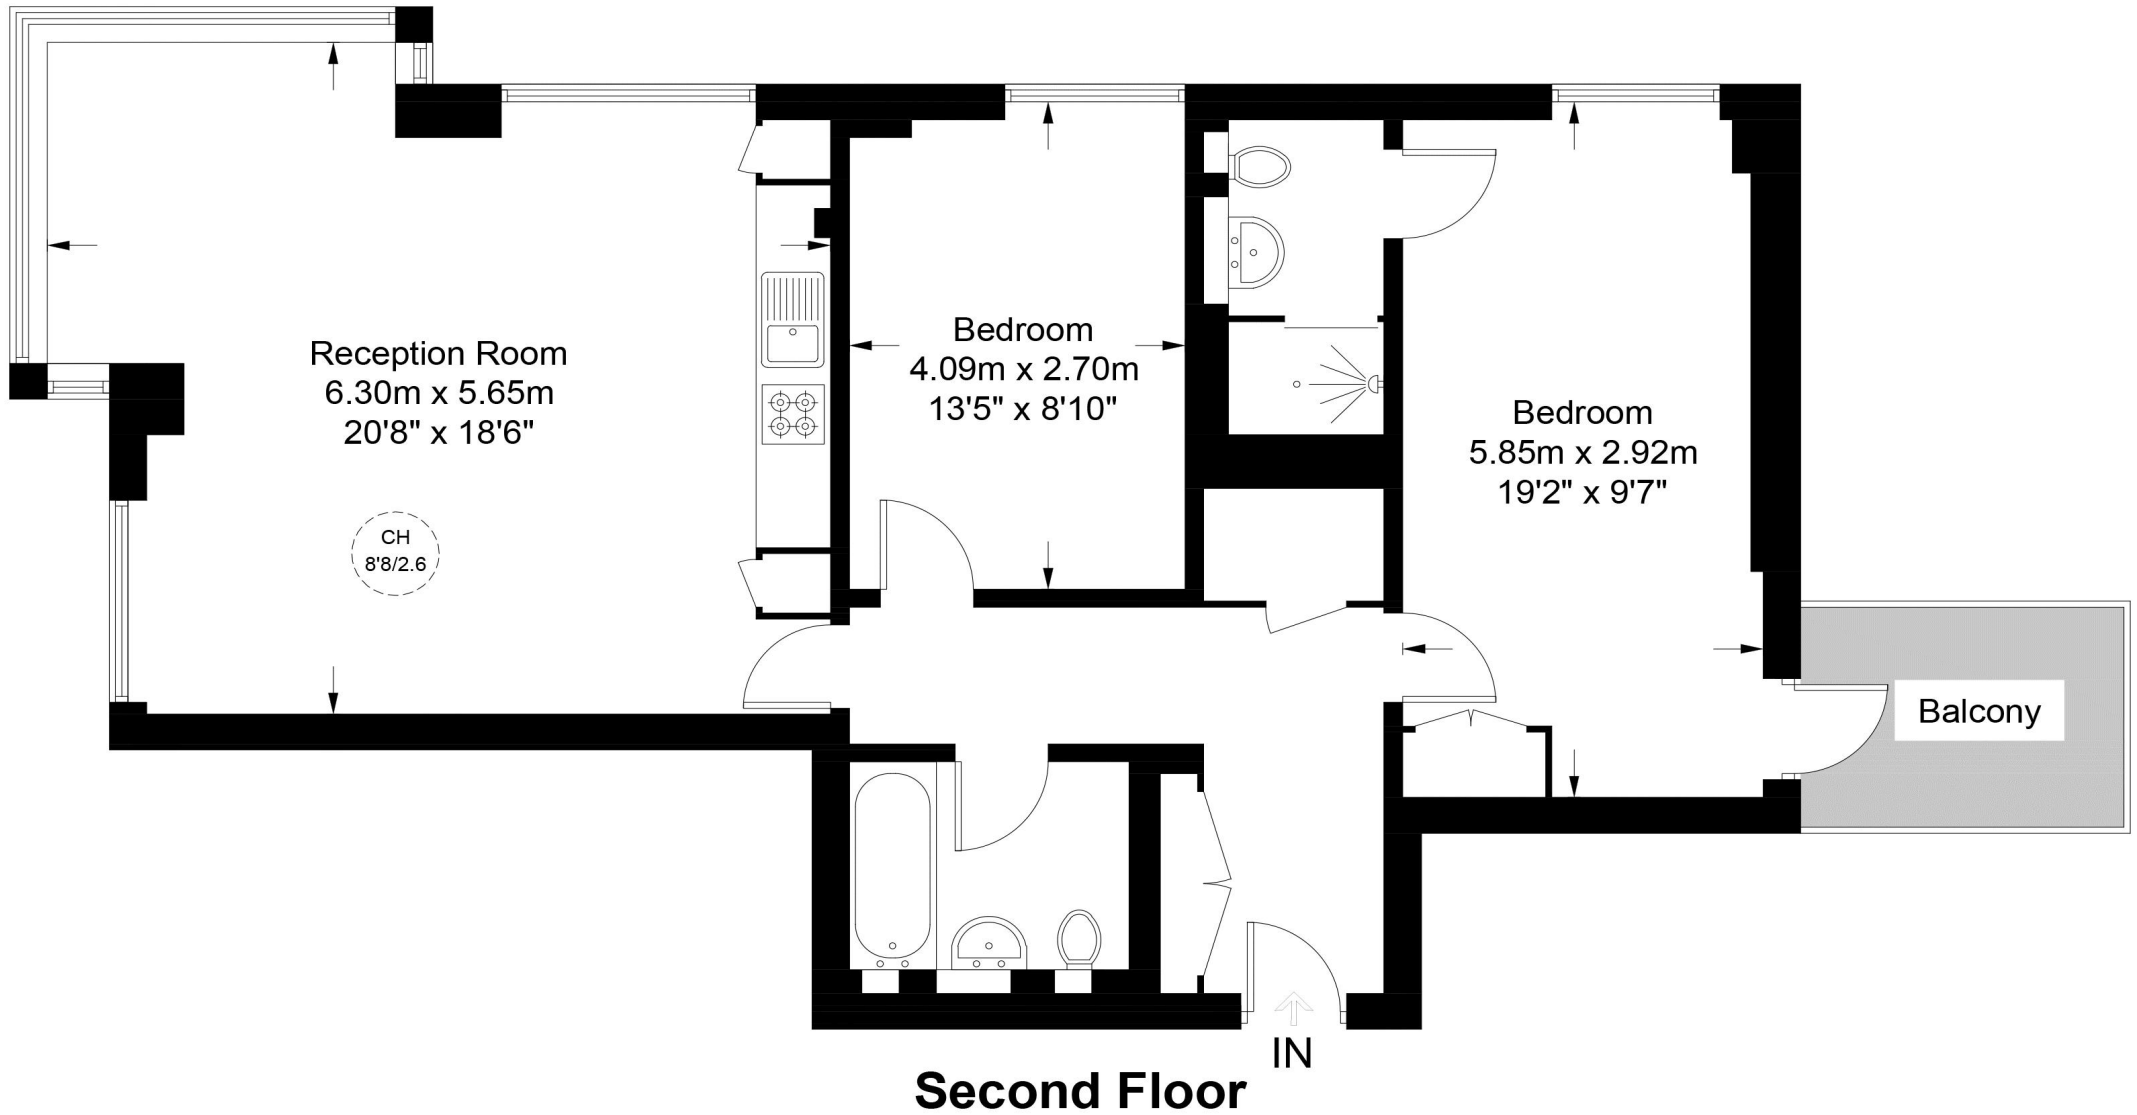 Reception Room
6.30m x 5.65m
20'8" x 18'6"
CH
8'8/2.6
Bedroom
4.09m x 2.70m
13'5" x 8'10"
Bedroom
5.85m x 2.92m
19'2" x 9'7"
Balcony
IN
Second Floor